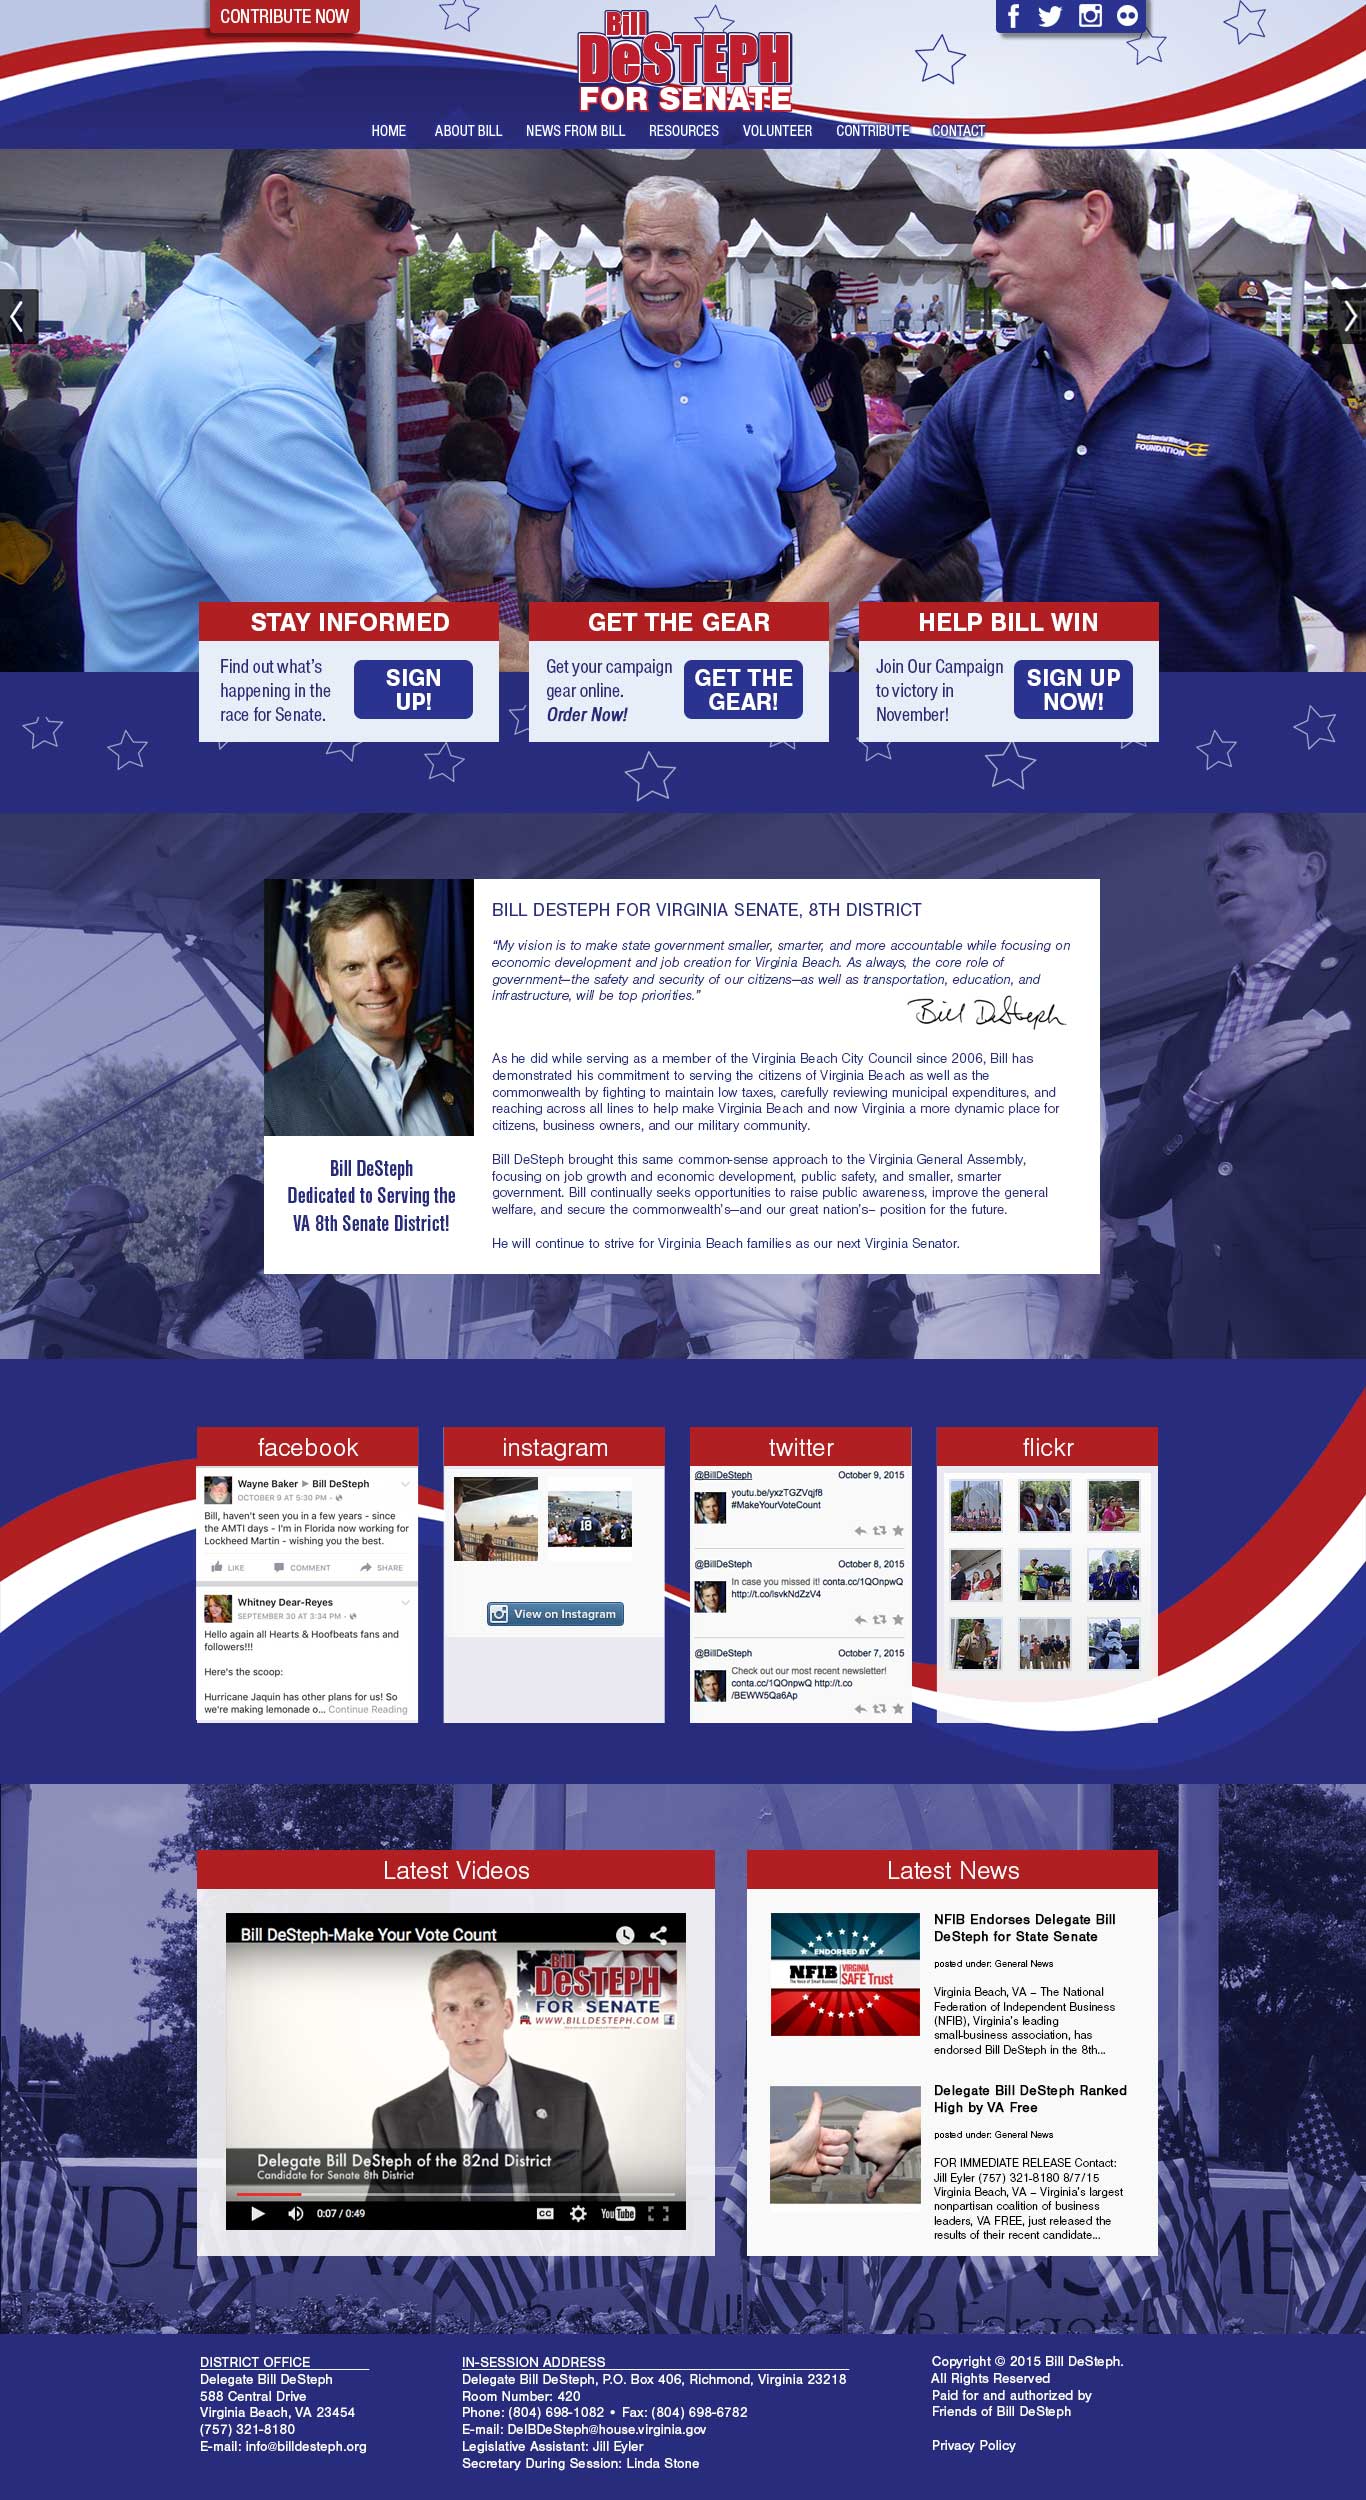 CONTRIBUTE NOW
Bill
DeSTEPH
FOR SENATE
HOME ABOUT BILL NEWS FROM BILL RESOURCES VOLUNTEER CONTRIBUTE CONTACT
FOUNDATION
STAY INFORMED
Find out what's
happening in the
race for Senate.
SIGN
UP!
GET THE GEAR
Get your campaign
gear online.
Order Now!
GET THE
GEAR!
HELP BILL WIN
Join Our Campaign
to victory in
November!
SIGN UP
NOW!
Bill DeSteph
Dedicated to Serving the
VA 8th Senate District!
BILL DESTEPH FOR VIRGINIA SENATE, 8TH DISTRICT
“My vision is to make state government smaller, smarter, and more accountable while focusing on
economic development and job creation for Virginia Beach. As always, the core role of
government—the safety and security of our citizens—as well as transportation, education, and
infrastructure, will be top priorities.”
Bill DeSteph
As he did while serving as a member of the Virginia Beach City Council since 2006, Bill has
demonstrated his commitment to serving the citizens of Virginia Beach as well as the
commonwealth by fighting to maintain low taxes, carefully reviewing municipal expenditures, and
reaching across all lines to help make Virginia Beach and now Virginia a more dynamic place for
citizens, business owners, and our military community.
Bill DeSteph brought this same common-sense approach to the Virginia General Assembly,
focusing on job growth and economic development, public safety, and smaller, smarter
government. Bill continually seeks opportunities to raise public awareness, improve the general
welfare, and secure the commonwealth's—and our great nation's– position for the future.
He will continue to strive for Virginia Beach families as our next Virginia Senator.
facebook
Wayne Baker ▶ Bill DeSteph
OCTOBER 9 AT 5:30 PM ·
Bill, haven't seen you in a few years - since
the AMTI days - I'm in Florida now working for
Lockheed Martin - wishing you the best.
LIKE COMMENT SHARE
Whitney Dear-Reyes
SEPTEMBER 30 AT 3:34 PM ·
Hello again all Hearts & Hoofbeats fans and
followers!!!
Here's the scoop:
Hurricane Jaquin has other plans for us! So
we're making lemonade o... Continue Reading
instagram
18
View on Instagram
twitter
@BillDeSteph October 9, 2015
youtu.be/yxzTGZVqjf8
#MakeYourVoteCount
@BillDeSteph October 8, 2015
In case you missed it! conta.cc/1QOnpwQ
http://t.co/lsvkNdZzV4
@BillDeSteph October 7, 2015
Check out our most recent newsletter!
conta.cc/1QOnpwQ http://t.co
/BEWW5Qa6Ap
flickr
Latest Videos
Bill DeSteph-Make Your Vote Count
Bill
DeSTEPH
FOR SENATE
WWW.BILLDESTEPH.COM
Delegate Bill DeSteph of the 82nd District
Candidate for Senate 8th District
0:07 / 0:49
CC
YouTube
Latest News
ENDORSED BY
NFIB VIRGINIA
SAFE Trust
The Voice of Small Business
NFIB Endorses Delegate Bill
DeSteph for State Senate
posted under: General News
Virginia Beach, VA – The National
Federation of Independent Business
(NFIB), Virginia's leading
small-business association, has
endorsed Bill DeSteph in the 8th...
Delegate Bill DeSteph Ranked
High by VA Free
posted under: General News
FOR IMMEDIATE RELEASE Contact:
Jill Eyler (757) 321-8180 8/7/15
Virginia Beach, VA – Virginia's largest
nonpartisan coalition of business
leaders, VA FREE, just released the
results of their recent candidate...
DISTRICT OFFICE
Delegate Bill DeSteph
588 Central Drive
Virginia Beach, VA 23454
(757) 321-8180
E-mail: info@billdesteph.org
IN-SESSION ADDRESS
Delegate Bill DeSteph, P.O. Box 406, Richmond, Virginia 23218
Room Number: 420
Phone: (804) 698-1082 • Fax: (804) 698-6782
E-mail: DelBDeSteph@house.virginia.gov
Legislative Assistant: Jill Eyler
Secretary During Session: Linda Stone
Copyright © 2015 Bill DeSteph.
All Rights Reserved
Paid for and authorized by
Friends of Bill DeSteph
Privacy Policy